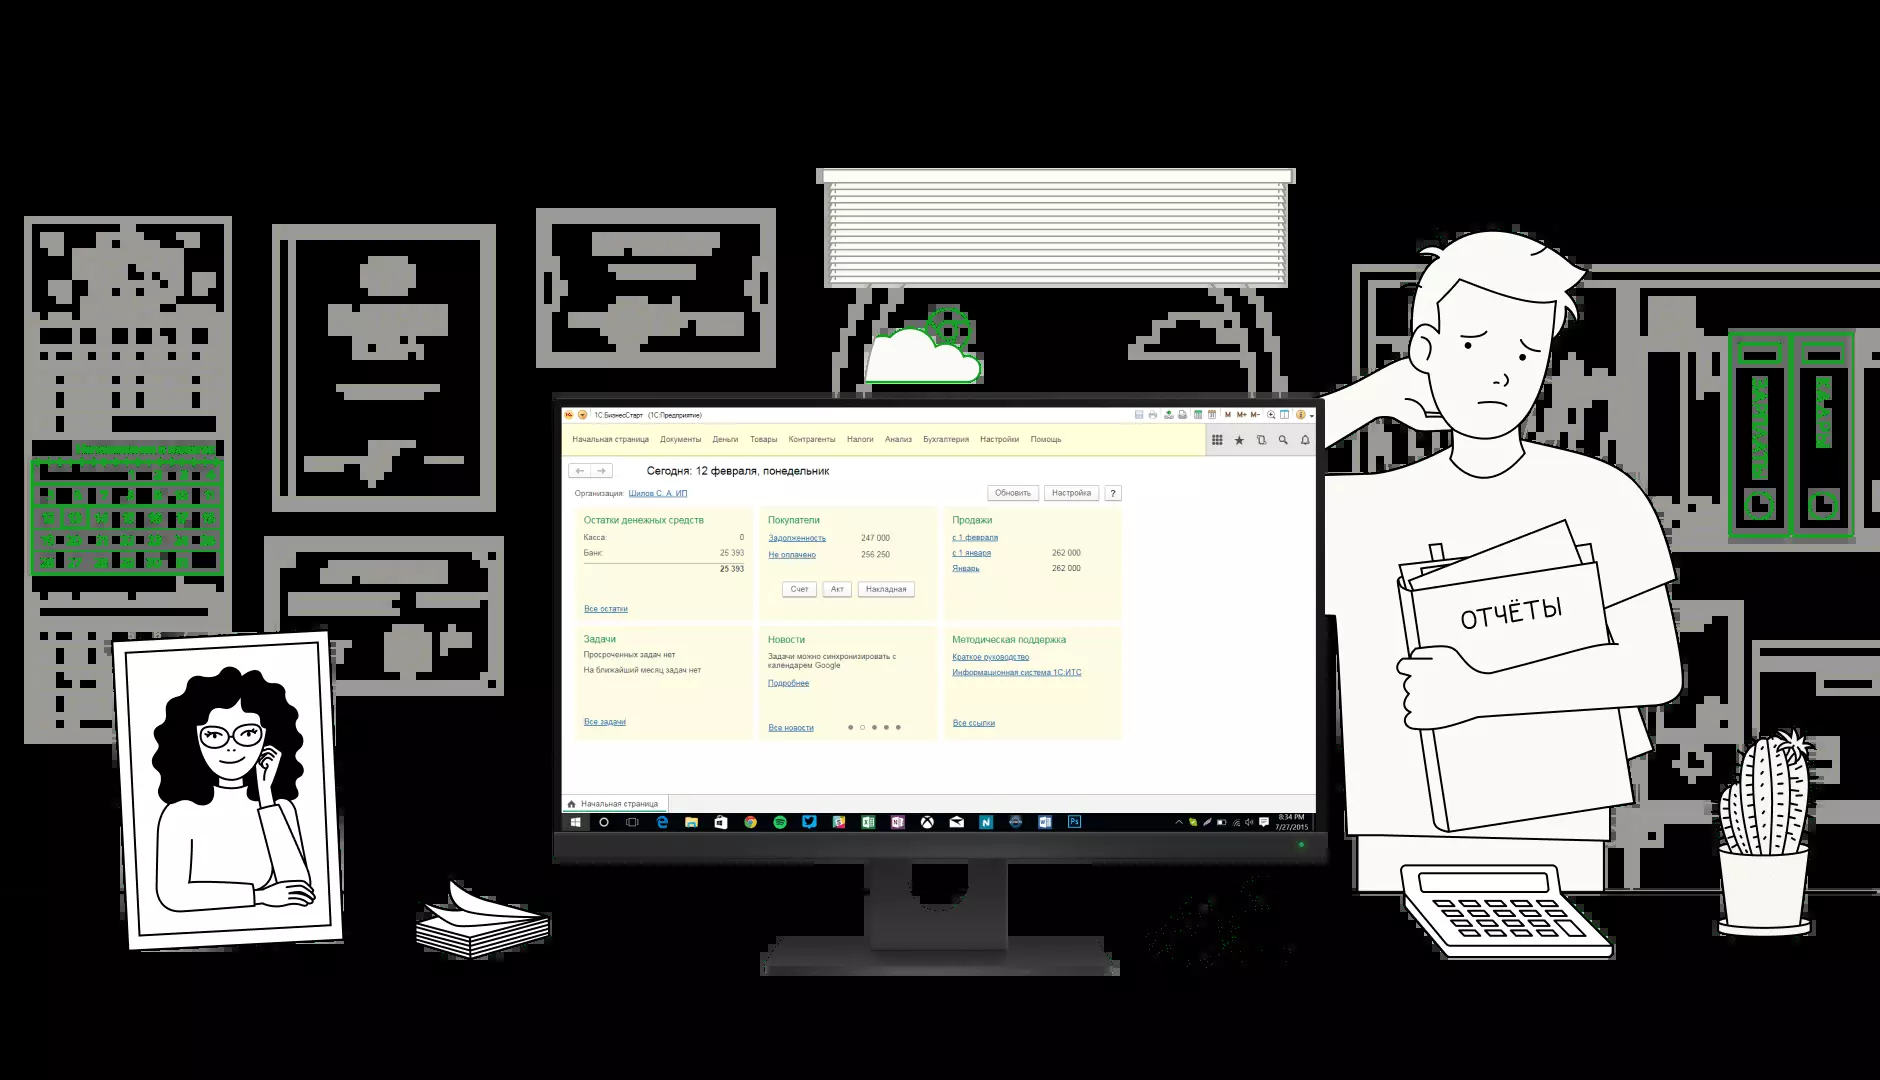 1С:БизнесСтарт (1С:Предприятие)
M M+ M-
Начальная страница Документы Деньги Товары Контрагенты Налоги Анализ Бухгалтерия Настройки Помощь
Сегодня: 12 февраля, понедельник
Организация: Шилов С. А. ИП
Обновить Настройка ?
Остатки денежных средств
Касса: 0
Банк: 25 393
25 393
Все остатки
Покупатели
Задолженность 247 000
Не оплачено 256 250
Счет Акт Накладная
Продажи
с 1 февраля
с 1 января 262 000
Январь 262 000
Задачи
Просроченных задач нет
На ближайший месяц задач нет
Все задачи
Новости
Задачи можно синхронизировать с
календарем Google
Подробнее
Все новости
Методическая поддержка
Краткое руководство
Информационная система 1С:ИТС
Все ссылки
Начальная страница
8:34 PM
7/27/2015
ОТЧЁТЫ